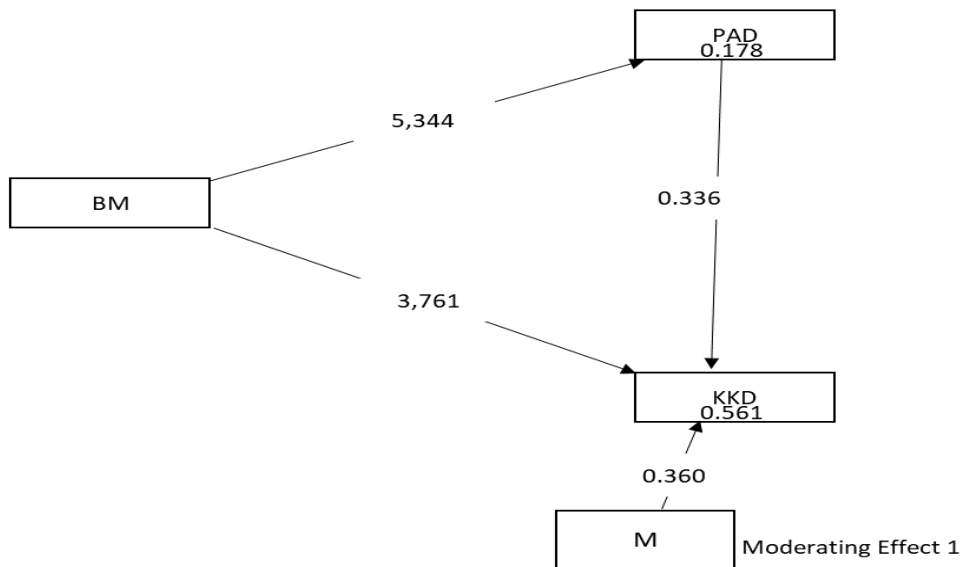 PAD
0.178
5,344
BM
0.336
3,761
KKD
0.561
0.360
M
Moderating Effect 1